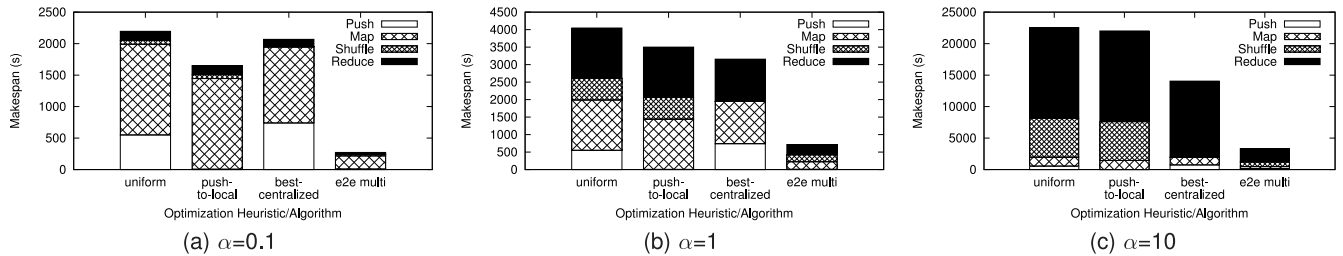 2500
2000
1500
1000
500
0
Makespan (s)
Push
Map
Shuffle
Reduce
uniform
push-
to-local
best-
centralized
e2e multi
Optimization Heuristic/Algorithm
(a) α=0.1
4500
4000
3500
3000
2500
2000
1500
1000
500
0
Makespan (s)
Push
Map
Shuffle
Reduce
uniform
push-
to-local
best-
centralized
e2e multi
Optimization Heuristic/Algorithm
(b) α=1
25000
20000
15000
10000
5000
0
Makespan (s)
Push
Map
Shuffle
Reduce
uniform
push-
to-local
best-
centralized
e2e multi
Optimization Heuristic/Algorithm
(c) α=10